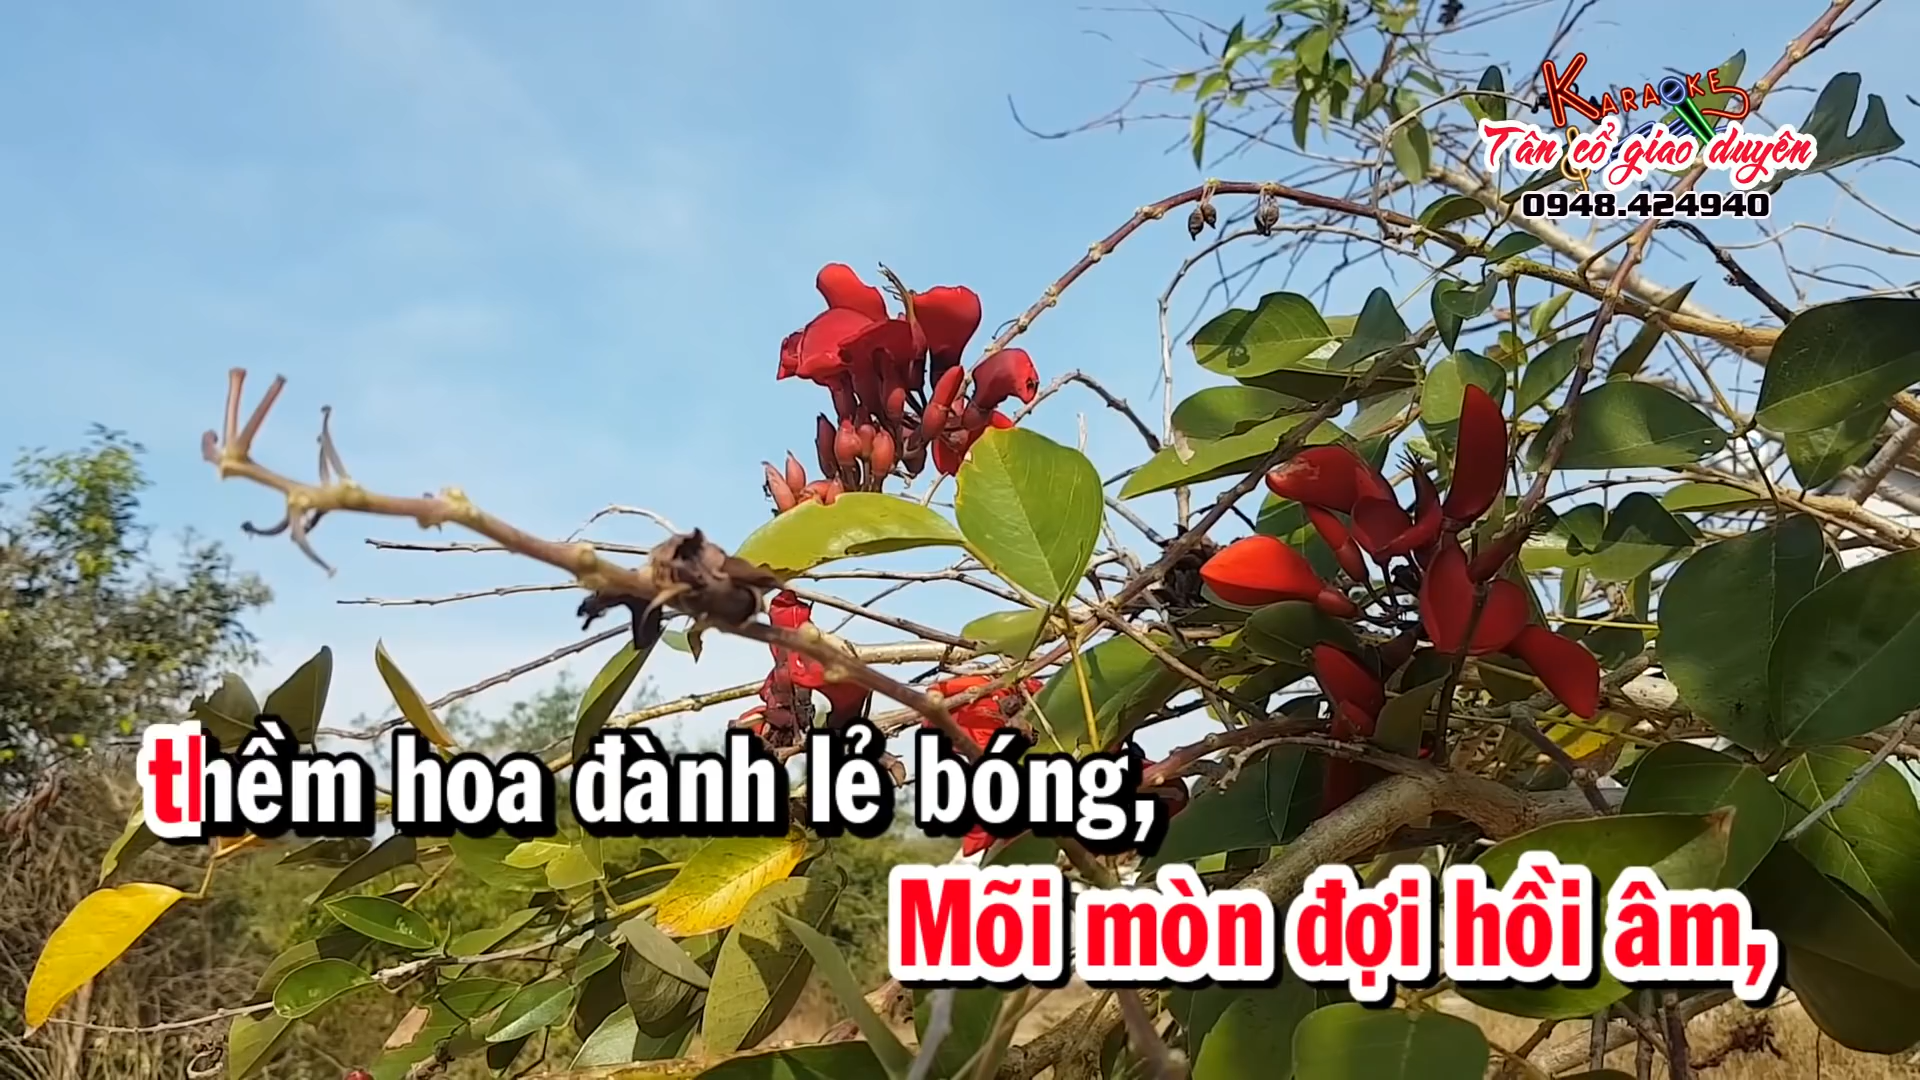 KARAOKE
Tân cổ giao duyên
0948.424940
thềm hoa đành lẻ bóng,
Mõi mòn đợi hồi âm,